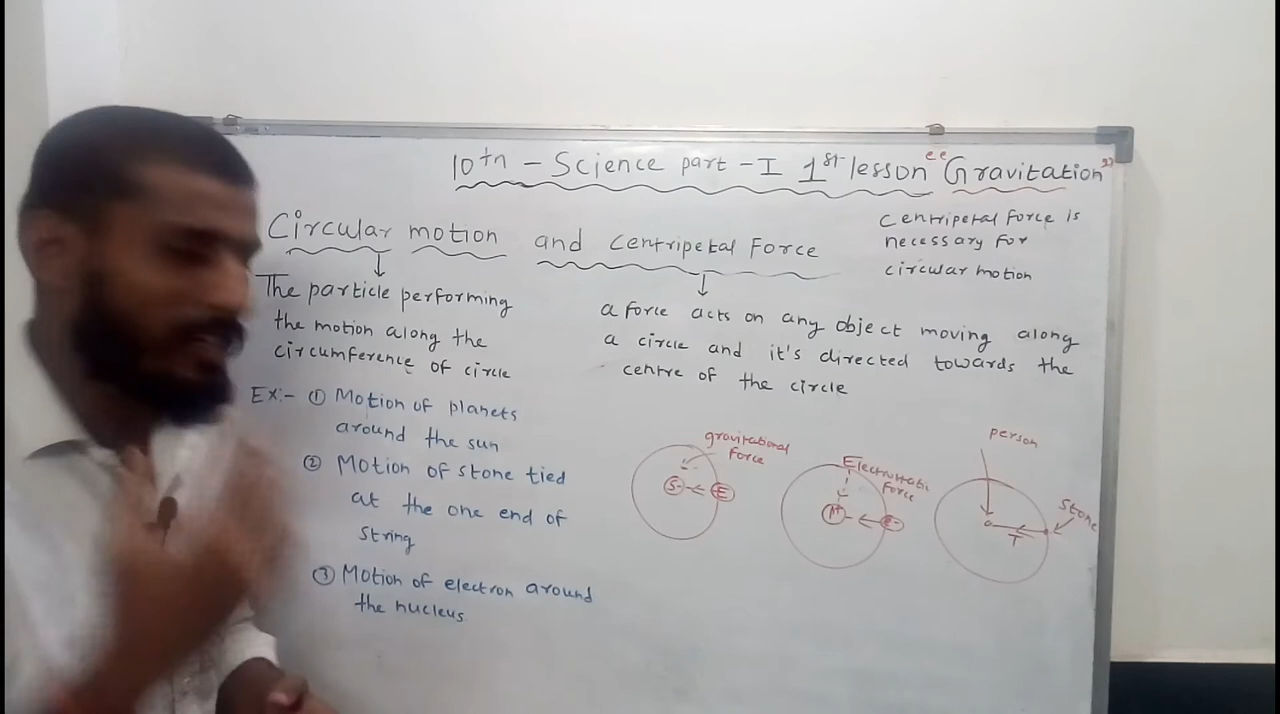 10th - Science part - I 1st lesson "Gravitation"
Circular motion and Centripetal Force
Centripetal Force is
necessary for
circular motion
The particle performing
the motion along the
circumference of circle
Ex:- ① Motion of planets
around the sun
② Motion of stone tied
at the one end of
string
③ Motion of electron around
the nucleus
a force acts on any object moving along
a circle and it's directed towards the
centre of the circle
gravitational
force
S
E
Electrostatic
force
e-
person
stone
T